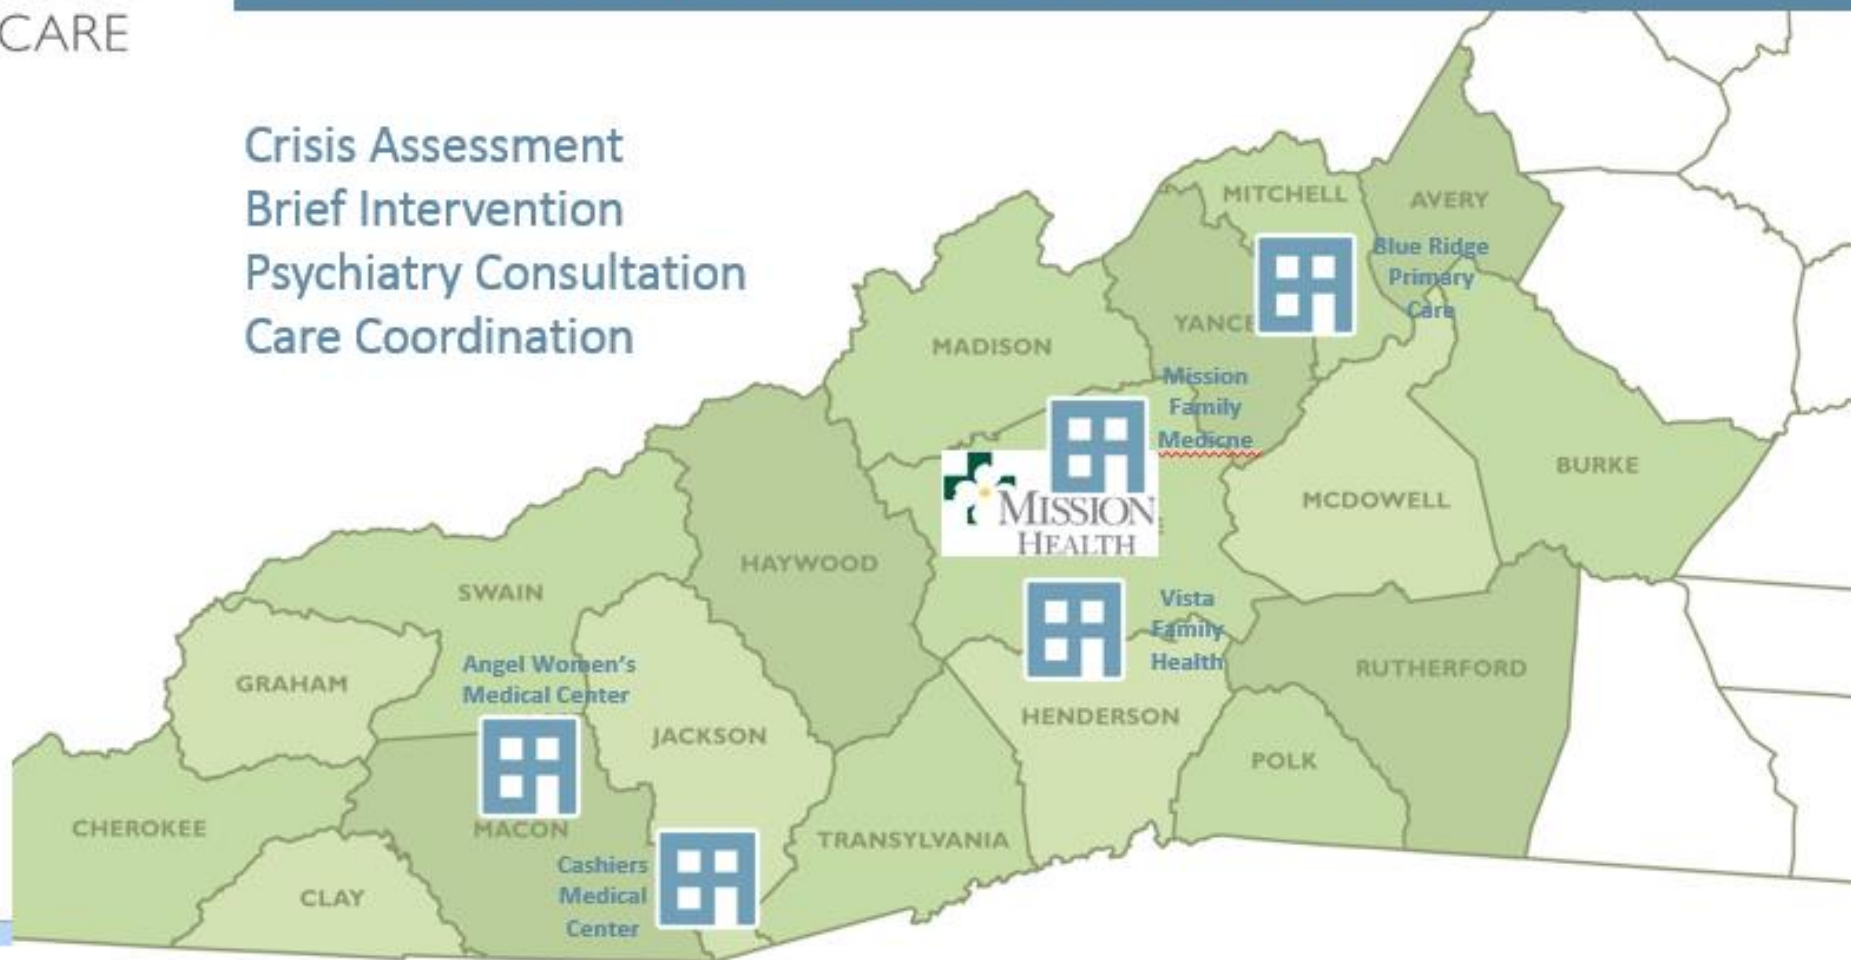 CARE
Crisis Assessment
Brief Intervention
Psychiatry Consultation
Care Coordination
MITCHELL
AVERY
Blue Ridge
Primary
Care
YANCE
MADISON
Mission
Family
Medicne
MISSION
HEALTH
BURKE
MCDOWELL
HAYWOOD
SWAIN
Vista
Family
Health
GRAHAM
Angel Women's
Medical Center
RUTHERFORD
HENDERSON
JACKSON
POLK
CHEROKEE
MACON
TRANSYLVANIA
Cashiers
Medical
Center
CLAY